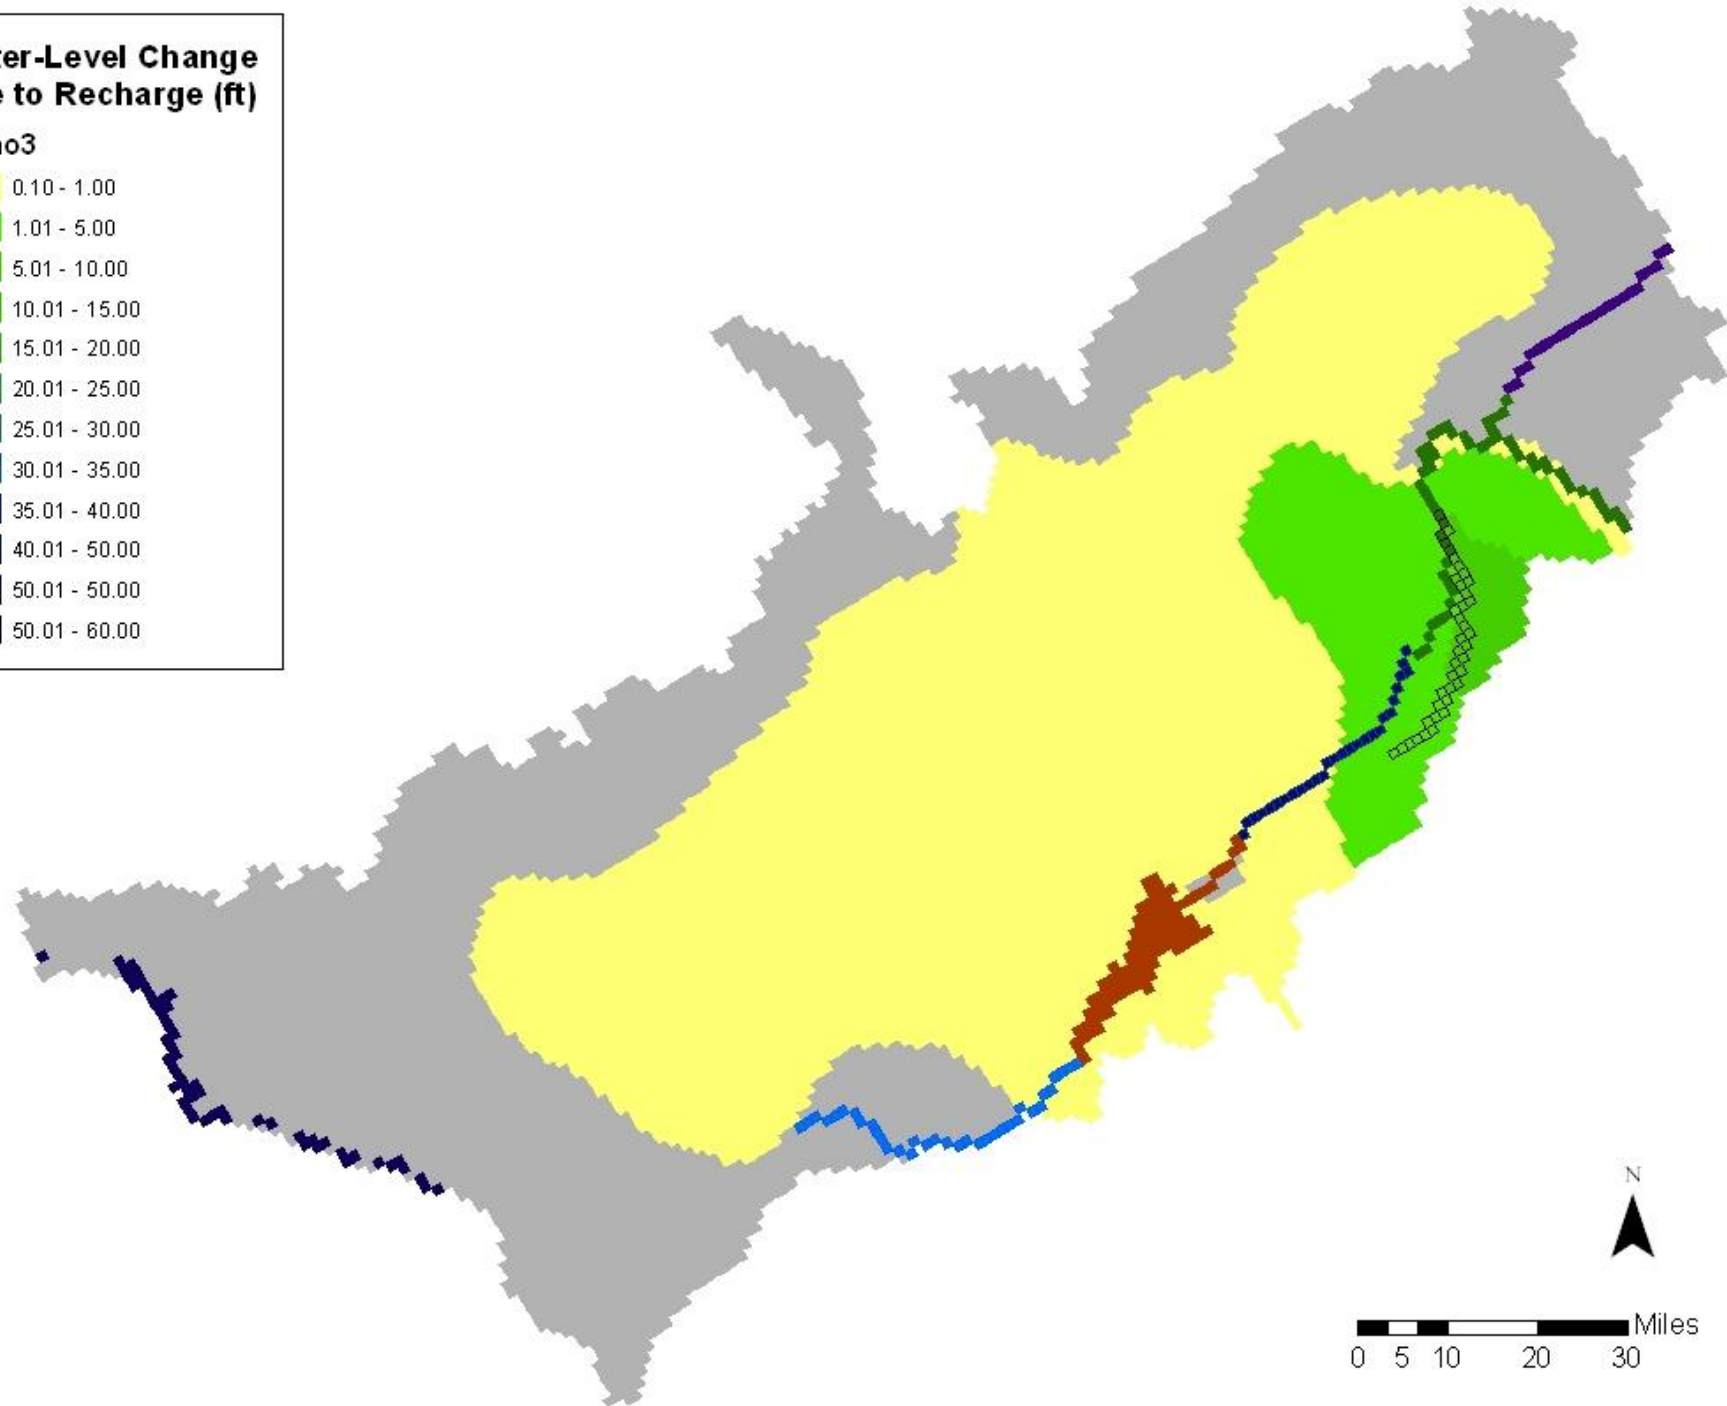 ter-Level Change
e to Recharge (ft)
no3
0.10 - 1.00
1.01 - 5.00
5.01 - 10.00
10.01 - 15.00
15.01 - 20.00
20.01 - 25.00
25.01 - 30.00
30.01 - 35.00
35.01 - 40.00
40.01 - 50.00
50.01 - 50.00
50.01 - 60.00
N
Miles
0 5 10 20 30